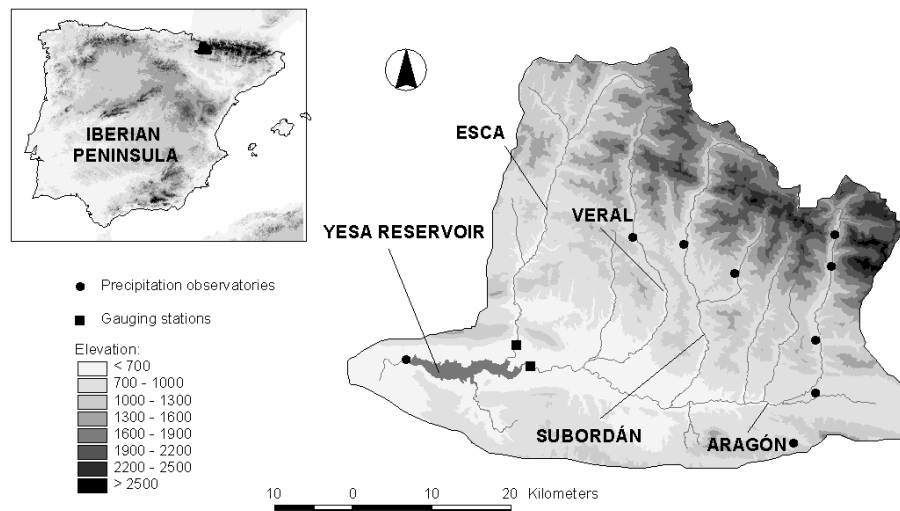 IBERIAN
PENINSULA
ESCA
VERAL
YESA RESERVOIR
Precipitation observatories
Gauging stations
Elevation:
< 700
700 - 1000
1000 - 1300
1300 - 1600
1600 - 1900
1900 - 2200
2200 - 2500
> 2500
SUBORDÁN
ARAGÓN
10 0 10 20 Kilometers